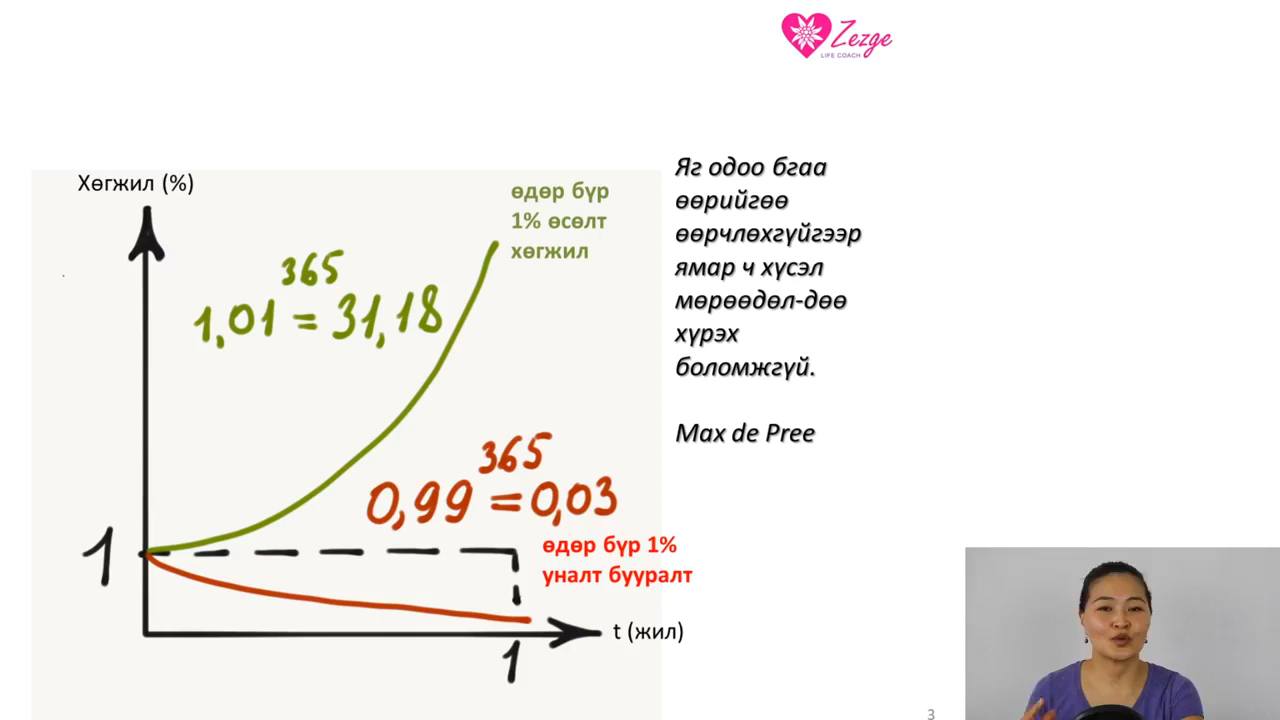 Zezge
LIFE COACH
Хөгжил (%)
өдөр бүр
1% өсөлт
хөгжил
365
1,01 = 31,18
Яг одоо бгаа
өөрийгөө
өөрчлөхгүйгээр
ямар ч хүсэл
мөрөөдөл-дөө
хүрэх
боломжгүй.
Max de Pree
365
0,99 = 0,03
1
өдөр бүр 1%
уналт бууралт
t (жил)
1
3